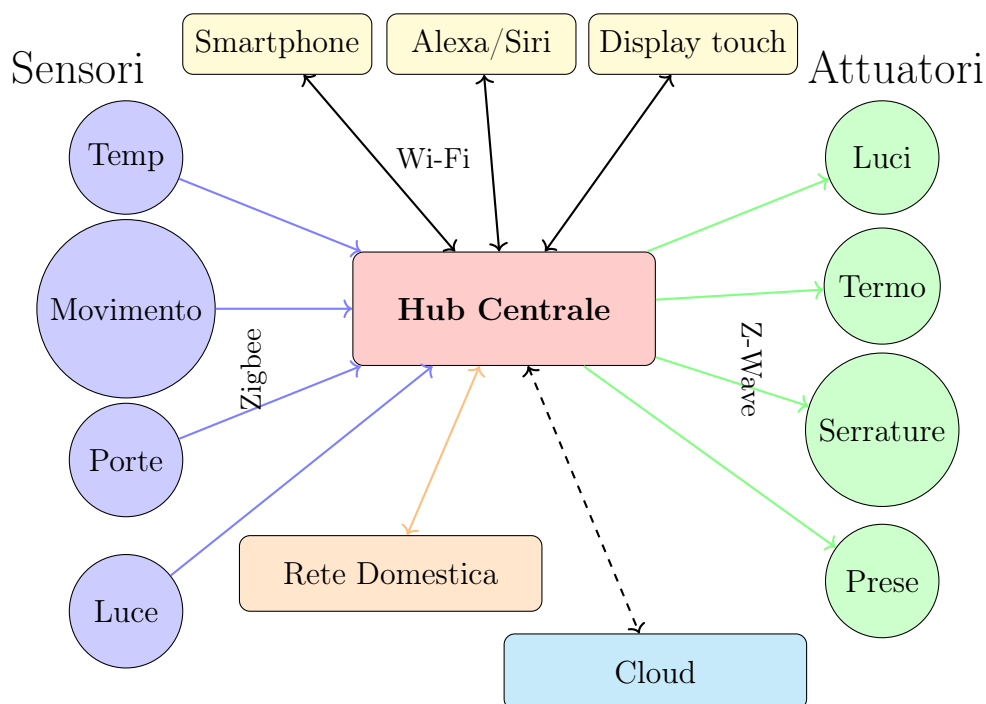 Smartphone
Alexa/Siri
Display touch
Sensori
Attuatori
Temp
Wi-Fi
Luci
Movimento
Hub Centrale
Termo
Zigbee
Z-Wave
Porte
Serrature
Rete Domestica
Prese
Luce
Cloud